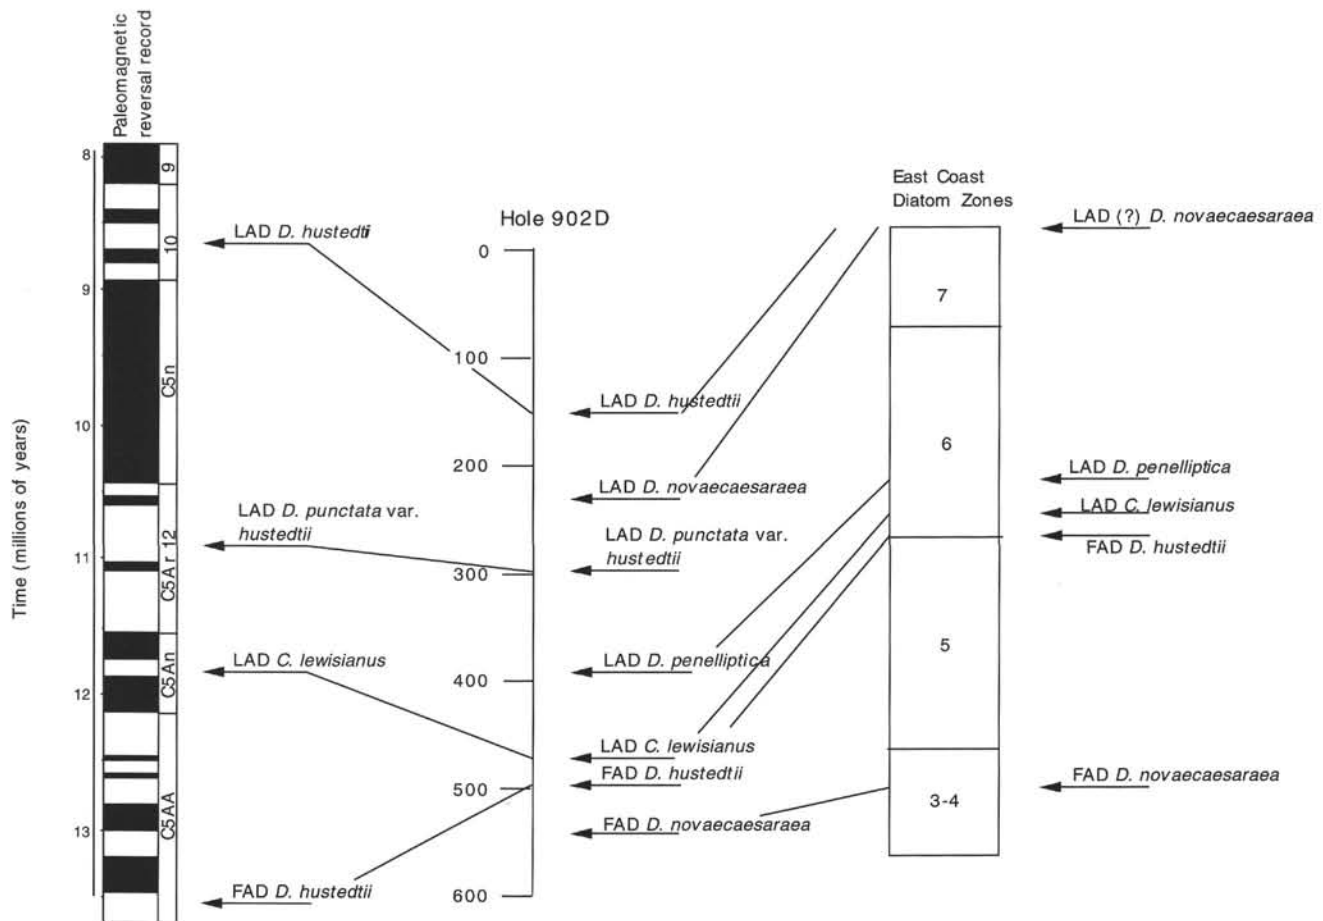 Paleomagnetic
reversal record
Time (millions of years)
8
9
10
11
12
13
9
10
C5n
C5Ar 12
C5An
C5AA
LAD D. hustedti
LAD D. punctata var.
hustedtii
LAD C. lewisianus
FAD D. hustedtii
Hole 902D
0
100
200
300
400
500
600
LAD D. hustedtii
LAD D. novaecaesaraea
LAD D. punctata var.
hustedtii
LAD D. penelliptica
LAD C. lewisianus
FAD D. hustedtii
FAD D. novaecaesaraea
East Coast
Diatom Zones
7
6
5
3-4
LAD (?) D. novaecaesaraea
LAD D. penelliptica
LAD C. lewisianus
FAD D. hustedtii
FAD D. novaecaesaraea